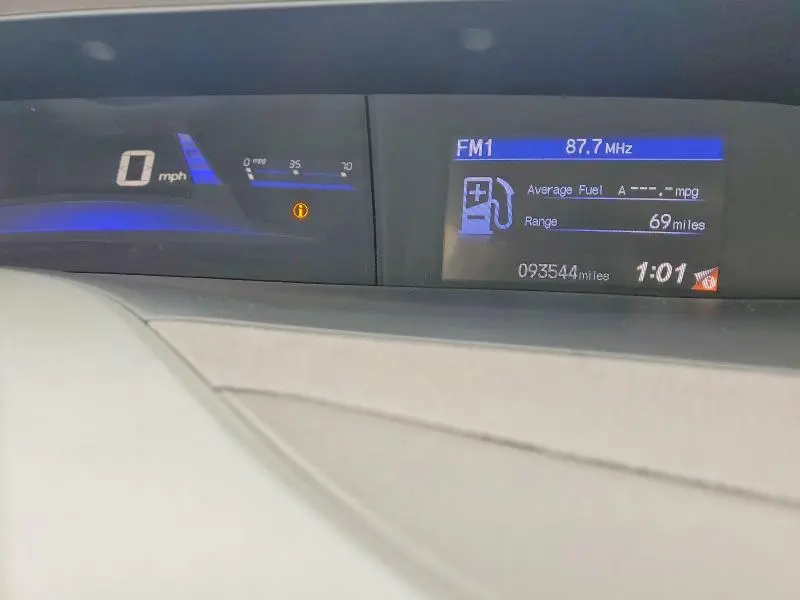 0 mph
0 mpg 35 70
FM1 87.7 MHz
Average Fuel A ---.- mpg
Range 69 miles
093544 miles 1:01